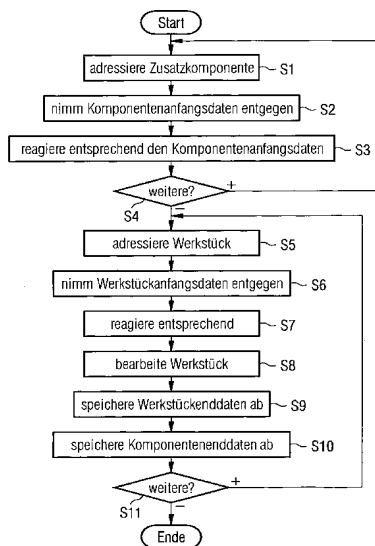 Start
adressiere Zusatzkomponente S1
nimm Komponentenanfangsdaten entgegen S2
reagiere entsprechend den Komponentenanfangsdaten S3
weitere? +
S4 –
adressiere Werkstück S5
nimm Werkstückanfangsdaten entgegen S6
reagiere entsprechend S7
bearbeite Werkstück S8
speichere Werkstückenddaten ab S9
speichere Komponentenenddaten ab S10
weitere? +
S11 –
Ende